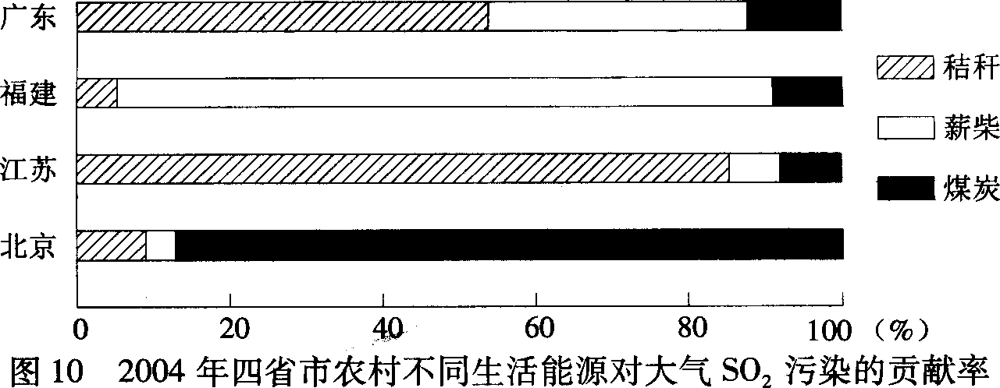 广东
福建
江苏
北京
秸秆
薪柴
煤炭
0 20 40 60 80 100 (%)
图10 2004年四省市农村不同生活能源对大气SO₂污染的贡献率